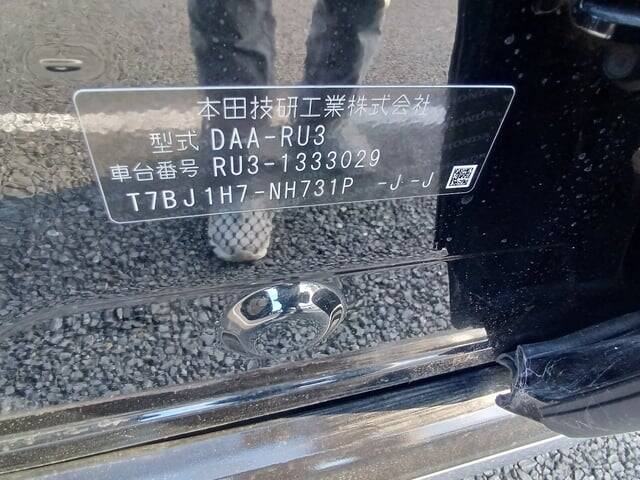 本田技研工業株式会社
型式 DAA-RU3
車台番号 RU3-1333029
T7BJ1H7-NH731P -J-J